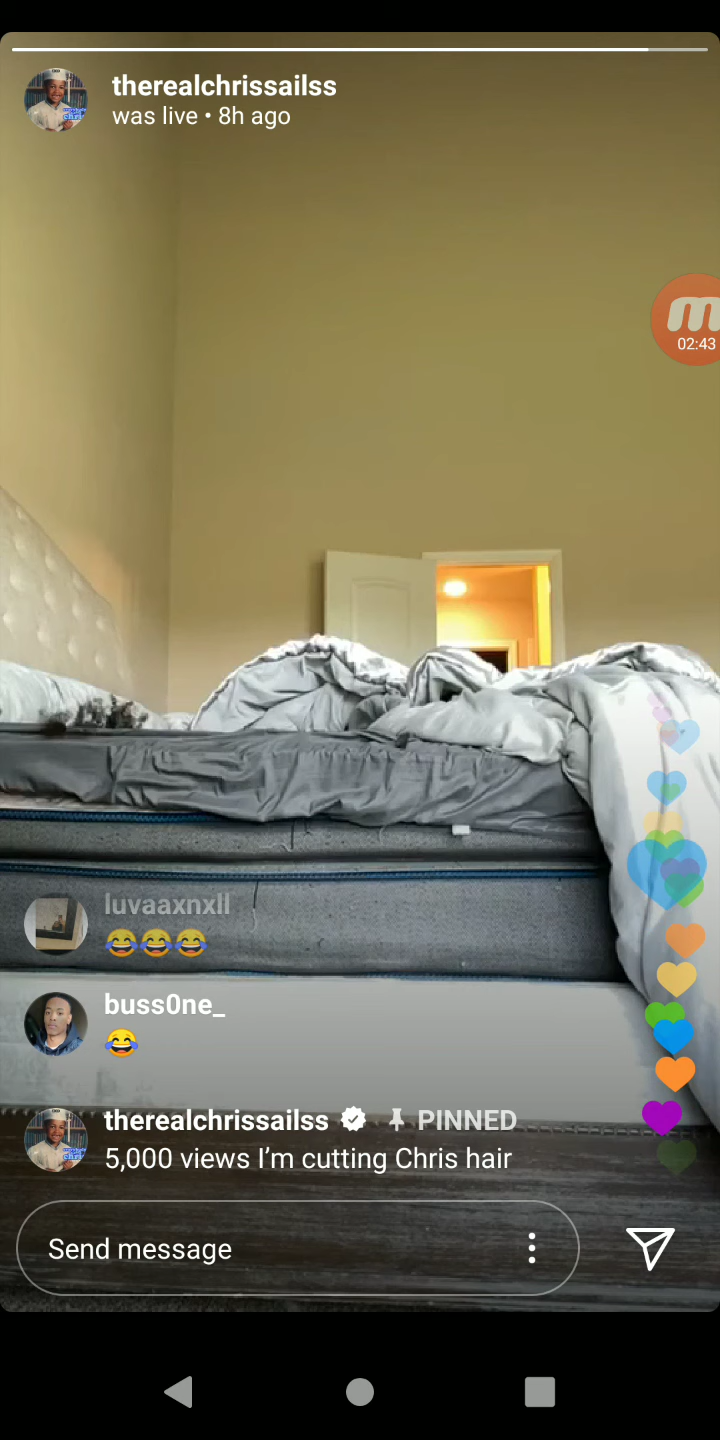 therealchrissailss
was live • 8h ago
m
02:43
luvaaxnxll
😂😂😂
buss0ne_
😂
therealchrissailss PINNED
5,000 views I'm cutting Chris hair
Send message